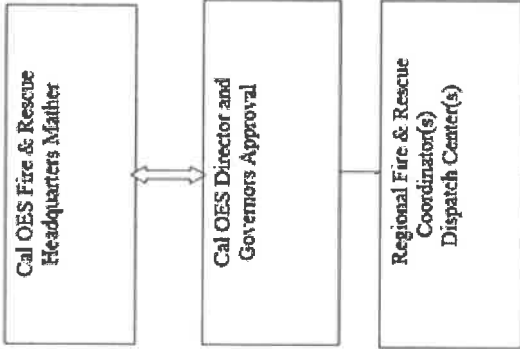 Cal OES Fire & Rescue
Headquarters Mather
Cal OES Director and
Governors Approval
Regional Fire & Rescue
Coordinator(s)
Dispatch Center(s)